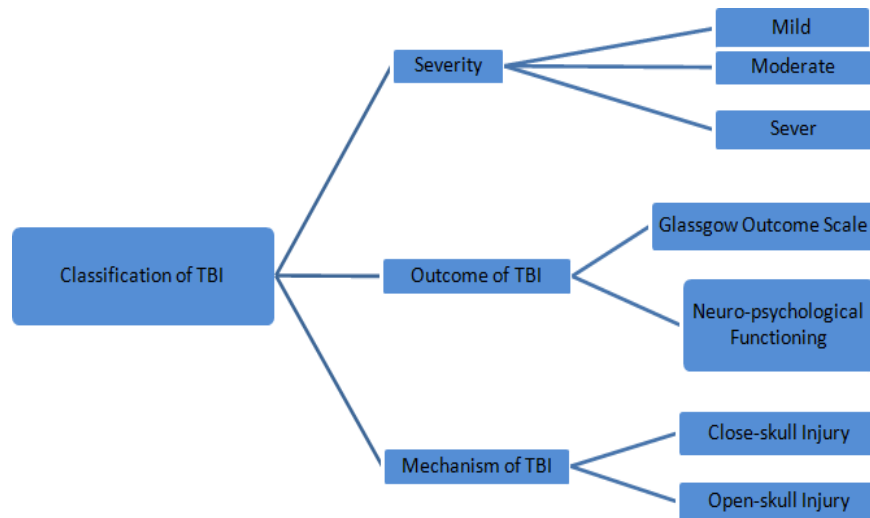 Classification of TBI
Severity
Mild
Moderate
Sever
Outcome of TBI
Glassgow Outcome Scale
Neuro-psychological
Functioning
Mechanism of TBI
Close-skull Injury
Open-skull Injury